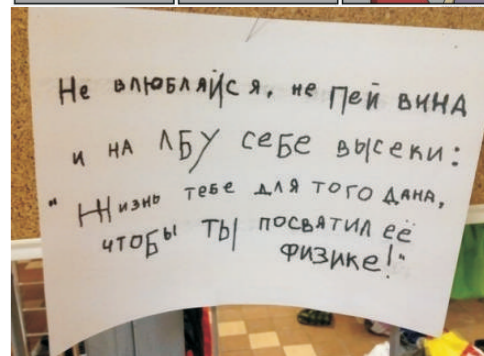 Не влюбляйся, не пей вина
и на лбу себе высеки:
"Жизнь тебе для того дана,
чтобы ты посвятил её
физике!"